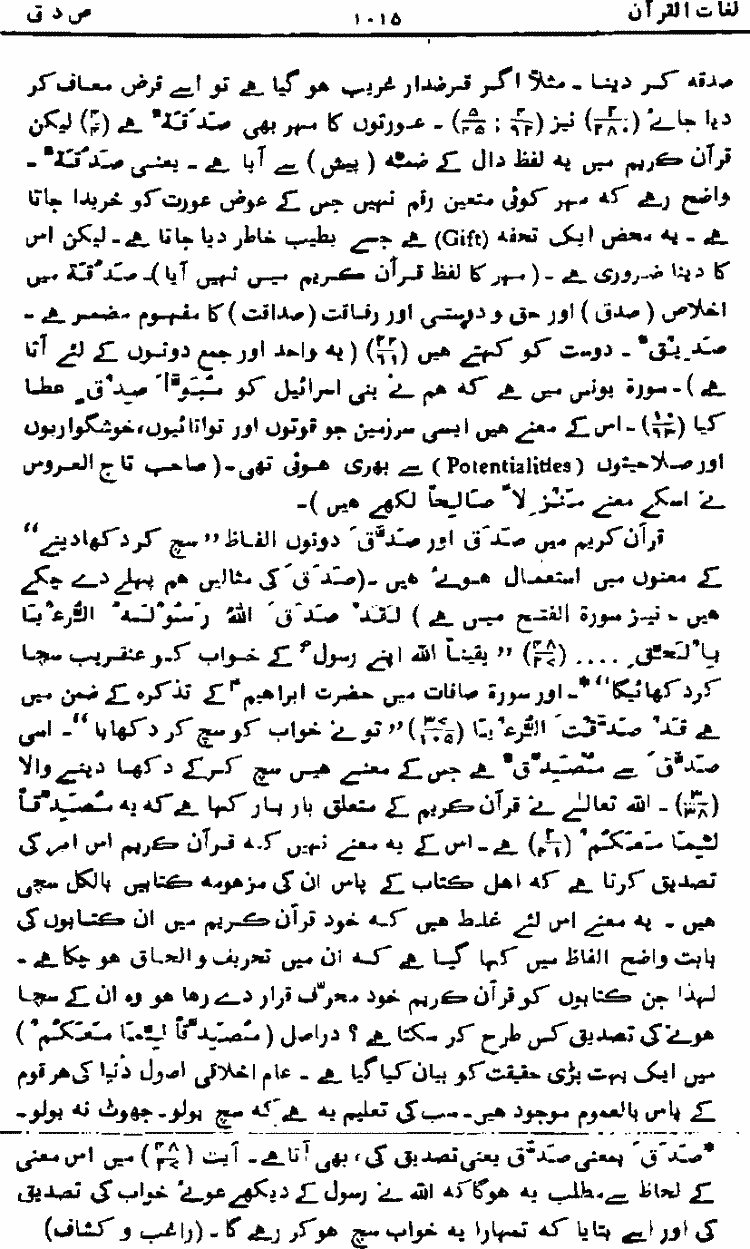 لغات القرآن ۱۰۱۵ ص د ق
صدقہ کر دینا ۔ مثلاً اگر قرضدار غریب ہو گیا ہے تو اسے قرض معاف کر
دیا جائے (۲/۲۸۰) نیز (۴/۹۲ ; ۵/۴۵) ۔ عورتوں کا مہر بھی صَدُقَۃٌ ہے (۴/۴) لیکن
قرآن کریم میں یہ لفظ دال کے ضمّہ (پیش) سے آیا ہے ۔ یعنی صَدُقَۃٌ ۔
واضح رہے کہ مہر کوئی متعین رقم نہیں جس کے عوض عورت کو خریدا جاتا
ہے ۔ یہ محض ایک تحفہ (Gift) ہے جسے بطیب خاطر دیا جاتا ہے ۔ لیکن اس
کا دینا ضروری ہے ۔ (مہر کا لفظ قرآن کریم میں نہیں آیا) ۔ صَدُقَۃ میں
اخلاص (صدق) اور حق و دوستی اور رفاقت (صداقت) کا مفہوم مضمر ہے ۔
صَدِیْقٌ ۔ دوست کو کہتے ہیں (۲۴/۶۱) (یہ واحد اور جمع دونوں کے لئے آتا
ہے) ۔ سورۃ یونس میں ہے کہ ہم نے بنی اسرائیل کو مُبَوَّأَ صِدْقٍ عطا
کیا (۱۰/۹۳) ۔ اس کے معنے ہیں ایسی سرزمین جو قوتوں اور توانائیوں، خوشگواریوں
اور صلاحیتوں (Potentialities) سے بھری ہوئی تھی ۔ (صاحب تاج العروس
نے اسکے معنے مَنْزِلاً صَالِحاً لکھے ہیں) ۔
قرآن کریم میں صَدَقَ اور صَدَّقَ دونوں الفاظ ”سچ کر دکھا دینے“
کے معنوں میں استعمال ہوئے ہیں ۔ (صَدَقَ کی مثالیں ہم پہلے دے چکے
ہیں ۔ نیز سورۃ الفتح میں ہے) لَقَدْ صَدَقَ اللّٰہُ رَسُوْلَہُ الرُّءْیَا
بِالْحَقِّ .... (۴۸/۲۷) ”یقیناً اللہ اپنے رسولؐ کے خواب کو عنقریب سچا
کردکھائیگا“* ۔ اور سورۃ صافات میں حضرت ابراہیمؑ کے تذکرہ کے ضمن میں
ہے قَدْ صَدَّقْتَ الرُّءْیَا (۳۷/۱۰۵) ”تو نے خواب کو سچ کر دکھایا“ ۔ اسی
صَدَّقَ سے مُصَدِّقٌ ہے جس کے معنے ہیں سچ کرکے دکھا دینے والا
(۳/۳۸) ۔ اللہ تعالیٰ نے قرآن کریم کے متعلق بار بار کہا ہے کہ یہ مُصَدِّقاً
لِّمَا مَعَکُمْ (۲/۴۱) ہے ۔ اس کے یہ معنے نہیں کہ قرآن کریم اس امر کی
تصدیق کرتا ہے کہ اہل کتاب کے پاس ان کی مزعومہ کتابیں بالکل سچی
ہیں ۔ یہ معنے اس لئے غلط ہیں کہ خود قرآن کریم میں ان کتابوں کی
بابت واضح الفاظ میں کہا گیا ہے کہ ان میں تحریف و الحاق ہو چکا ہے ۔
لہذا جن کتابوں کو قرآن کریم خود محرّف قرار دے رہا ہو وہ ان کے سچا
ہونے کی تصدیق کس طرح کر سکتا ہے ؟ دراصل (مُصَدِّقاً لِّمَا مَعَکُمْ)
میں ایک بہت بڑی حقیقت کو بیان کیا گیا ہے ۔ عام اخلاقی اصول دُنیا کی ہر قوم
کے پاس بالعموم موجود ہیں ۔ سب کی تعلیم یہ ہے کہ سچ بولو ۔ جھوٹ نہ بولو ۔
*صَدَقَ بمعنی صَدَّقَ یعنی تصدیق کی، بھی آتا ہے ۔ آیت (۴۸/۲۷) میں اس معنی
کے لحاظ سے مطلب یہ ہوگا کہ اللہ نے رسول کے دیکھے ہوئے خواب کی تصدیق
کی اور اسے بتایا کہ تمہارا یہ خواب سچ ہو کر رہے گا ۔ (راغب و کشاف)